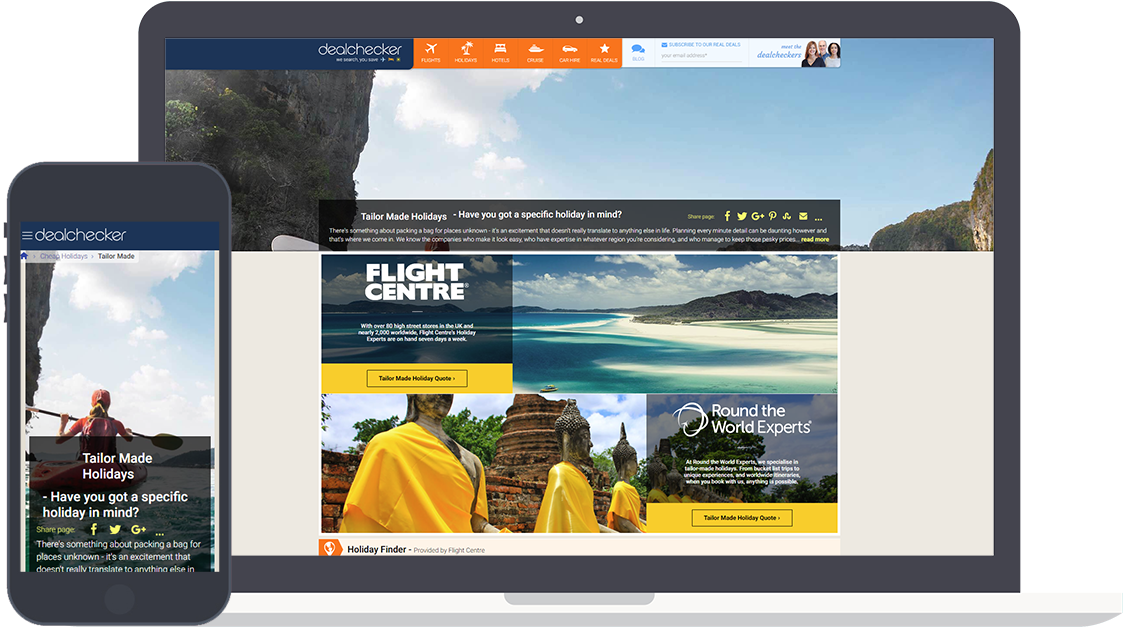 dealchecker
we search, you save
FLIGHTS
HOLIDAYS
HOTELS
CRUISE
CAR HIRE
REAL DEALS
BLOG
SUBSCRIBE TO OUR REAL DEALS
your email address*
meet the
dealcheckers
Tailor Made Holidays - Have you got a specific holiday in mind?
Share page:
G+
...
There's something about packing a bag for places unknown - it's an excitement that doesn't really translate to anything else in life. Planning every minute detail can be daunting however and
that's where we come in. We know the companies who make it look easy, who have expertise in whatever region you're considering, and who manage to keep those pesky prices... read more
FLIGHT
CENTRE®
With over 80 high street stores in the UK and
nearly 2,000 worldwide, Flight Centre's Holiday
Experts are on hand seven days a week.
Tailor Made Holiday Quote ›
Round the
World Experts®
At Round the World Experts, we specialise in
tailor-made holidays. From bucket list trips to
unique experiences, and worldwide itineraries,
when you book with us, anything is possible.
Tailor Made Holiday Quote ›
Holiday Finder - Provided by Flight Centre
dealchecker
› Cheap Holidays › Tailor Made
Tailor Made
Holidays
- Have you got a specific
holiday in mind?
Share page:
G+
...
There's something about packing a bag for
places unknown - it's an excitement that
doesn't really translate to anything else in